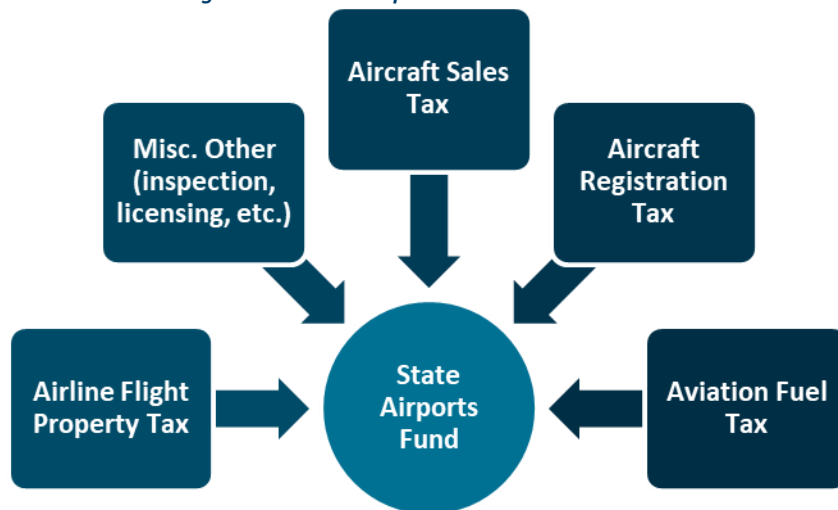 Aircraft Sales
Tax
Misc. Other
(inspection,
licensing, etc.)
Aircraft
Registration
Tax
Airline Flight
Property Tax
State
Airports
Fund
Aviation Fuel
Tax